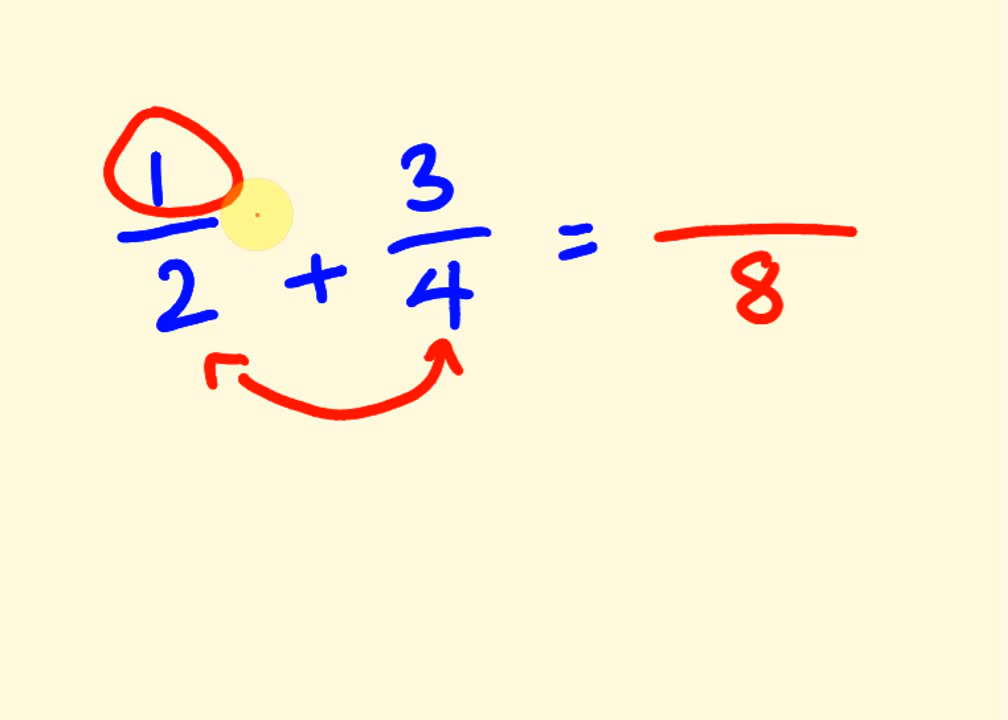 1/2 + 3/4 = /8